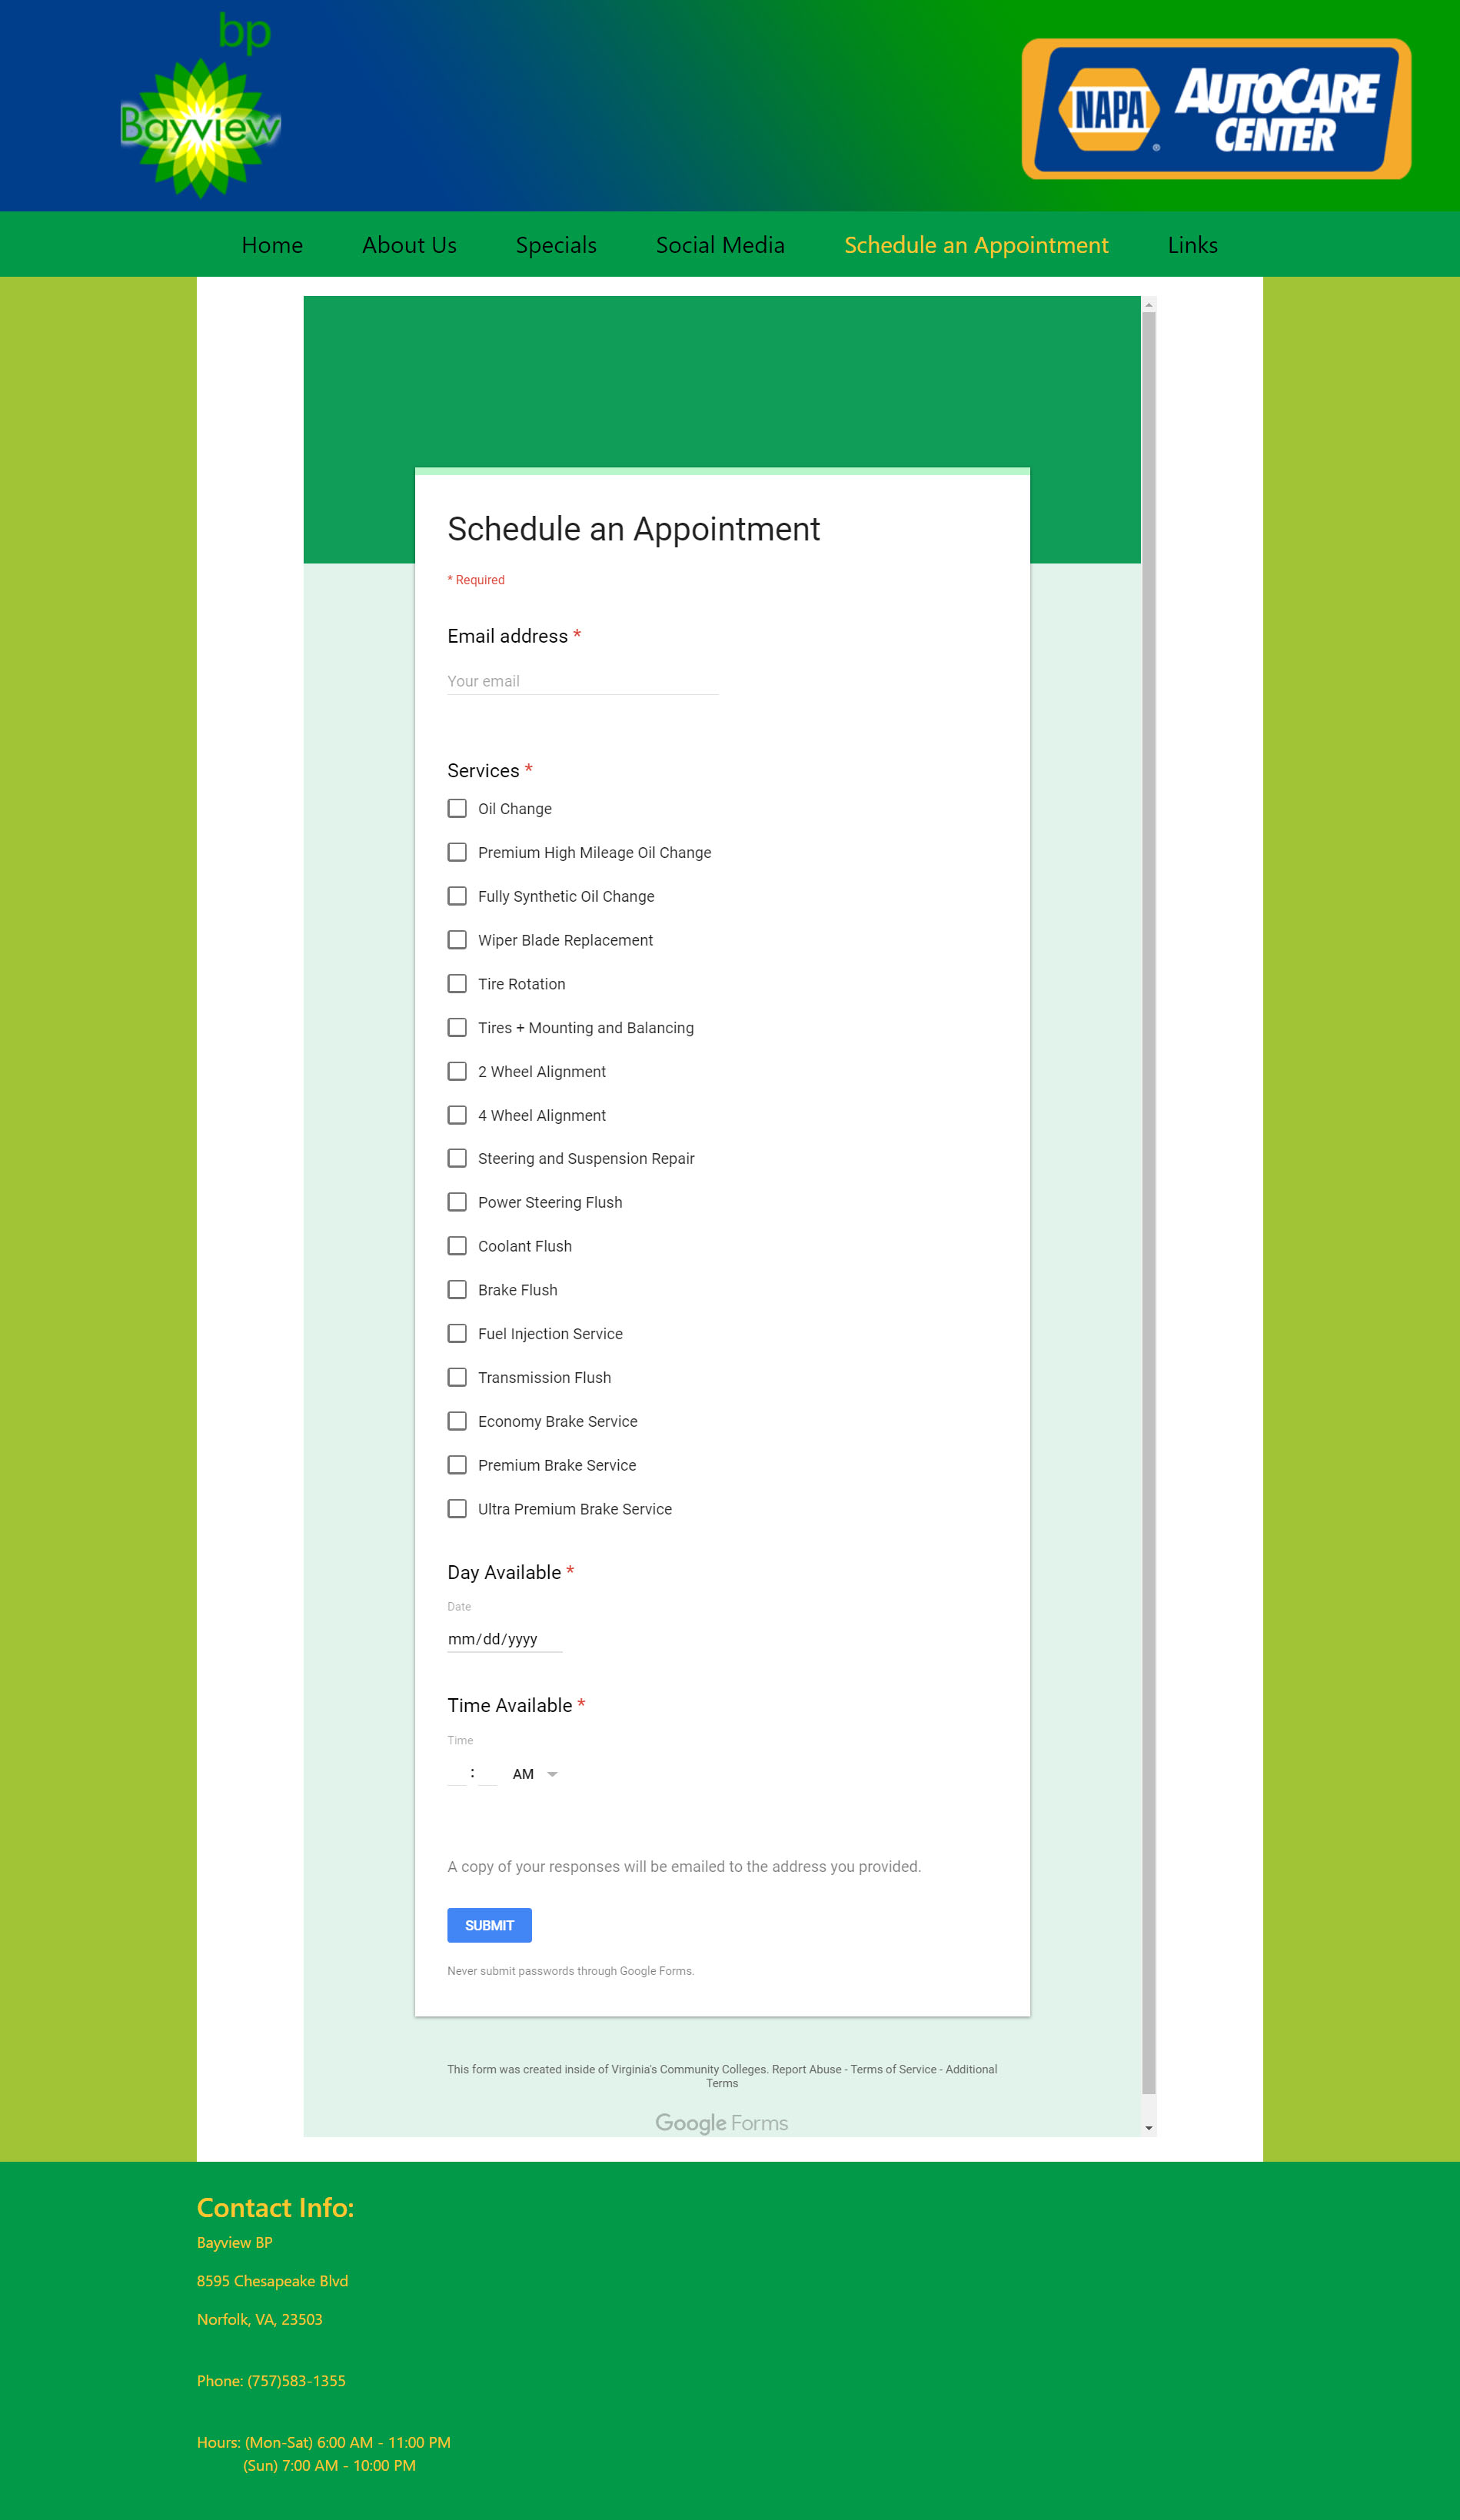 bp
Bayview
NAPA
®
AUTOCARE
CENTER
Home About Us Specials Social Media Schedule an Appointment Links
Schedule an Appointment
* Required
Email address *
Your email
Services *
Oil Change
Premium High Mileage Oil Change
Fully Synthetic Oil Change
Wiper Blade Replacement
Tire Rotation
Tires + Mounting and Balancing
2 Wheel Alignment
4 Wheel Alignment
Steering and Suspension Repair
Power Steering Flush
Coolant Flush
Brake Flush
Fuel Injection Service
Transmission Flush
Economy Brake Service
Premium Brake Service
Ultra Premium Brake Service
Day Available *
Date
mm/dd/yyyy
Time Available *
Time
: AM
A copy of your responses will be emailed to the address you provided.
SUBMIT
Never submit passwords through Google Forms.
This form was created inside of Virginia's Community Colleges. Report Abuse - Terms of Service - Additional
Terms
Google Forms
Contact Info:
Bayview BP
8595 Chesapeake Blvd
Norfolk, VA, 23503
Phone: (757)583-1355
Hours: (Mon-Sat) 6:00 AM - 11:00 PM
(Sun) 7:00 AM - 10:00 PM